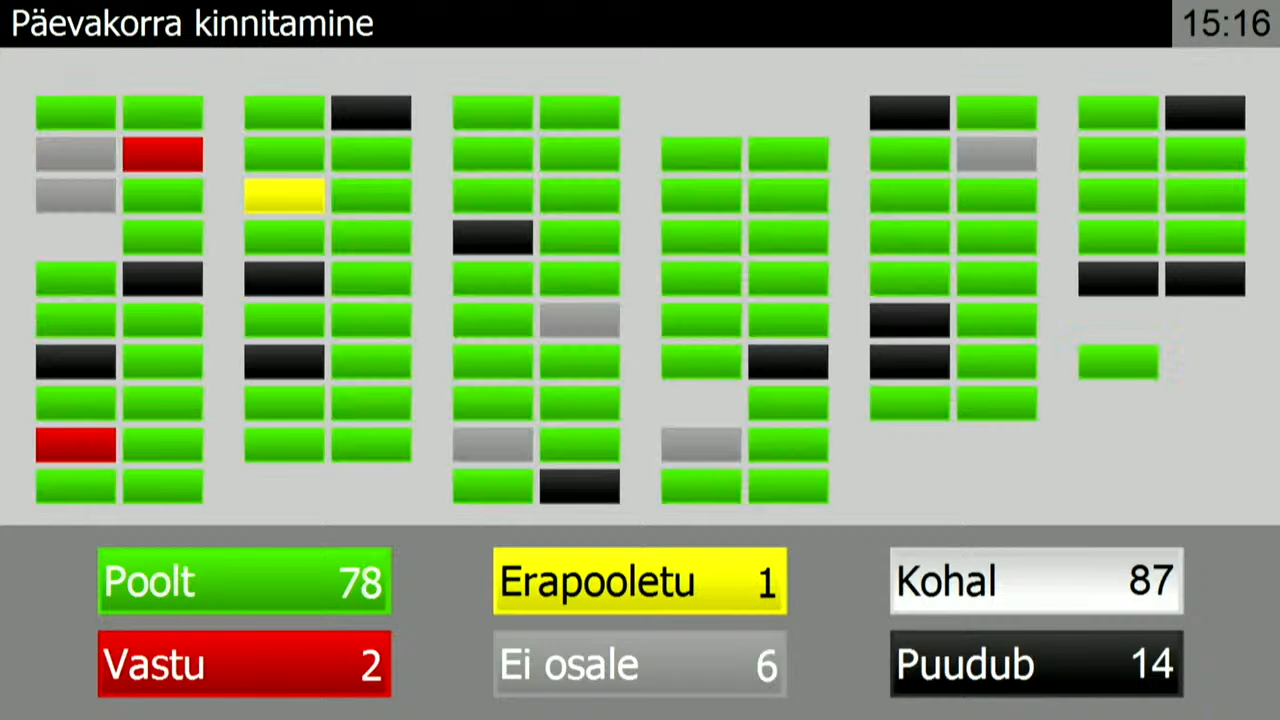 Päevakorra kinnitamine
15:16
Poolt 78
Erapooletu 1
Kohal 87
Vastu 2
Ei osale 6
Puudub 14